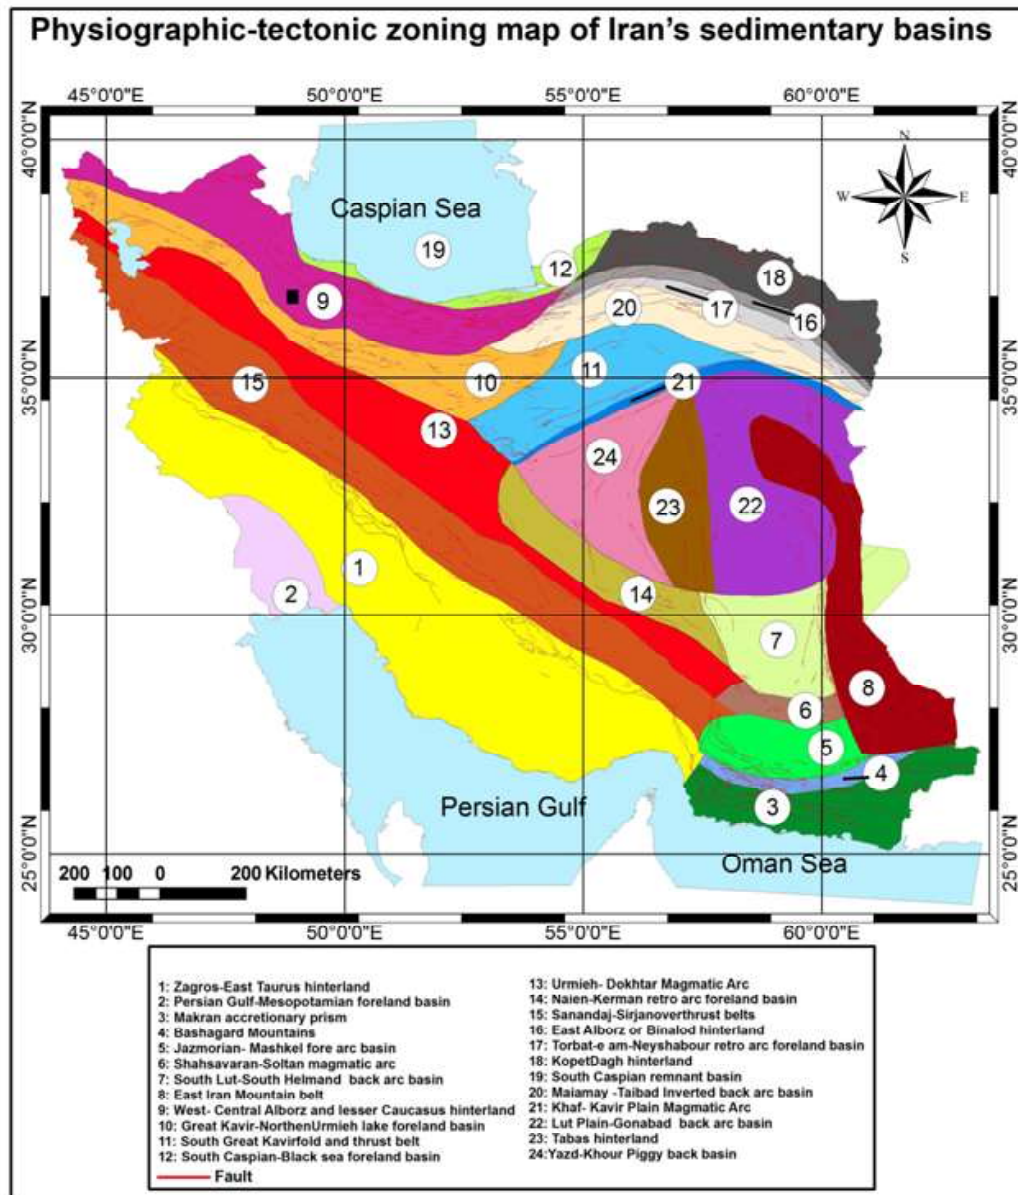 Physiographic-tectonic zoning map of Iran's sedimentary basins
45°0'0"E 50°0'0"E 55°0'0"E 60°0'0"E
40°0'0"N 40°0'0"N
N
W E
S
Caspian Sea
19
12
18
9
20
17
16
11
10
15
21
13
24
23
22
1
2
14
7
8
6
5
4
3
35°0'0"N 35°0'0"N
30°0'0"N 30°0'0"N
Persian Gulf
Oman Sea
25°0'0"N 25°0'0"N
200 100 0 200 Kilometers
45°0'0"E 50°0'0"E 55°0'0"E 60°0'0"E
1: Zagros-East Taurus hinterland
2: Persian Gulf-Mesopotamian foreland basin
3: Makran accretionary prism
4: Bashagard Mountains
5: Jazmorian- Mashkel fore arc basin
6: Shahsavaran-Soltan magmatic arc
7: South Lut-South Helmand back arc basin
8: East Iran Mountain belt
9: West- Central Alborz and lesser Caucasus hinterland
10: Great Kavir-NorthenUrmieh lake foreland basin
11: South Great Kavirfold and thrust belt
12: South Caspian-Black sea foreland basin
Fault
13: Urmieh- Dokhtar Magmatic Arc
14: Naien-Kerman retro arc foreland basin
15: Sanandaj-Sirjanoverthrust belts
16: East Alborz or Binalod hinterland
17: Torbat-e am-Neyshabour retro arc foreland basin
18: KopetDagh hinterland
19: South Caspian remnant basin
20: Maiamay -Taibad Inverted back arc basin
21: Khaf- Kavir Plain Magmatic Arc
22: Lut Plain-Gonabad back arc basin
23: Tabas hinterland
24:Yazd-Khour Piggy back basin